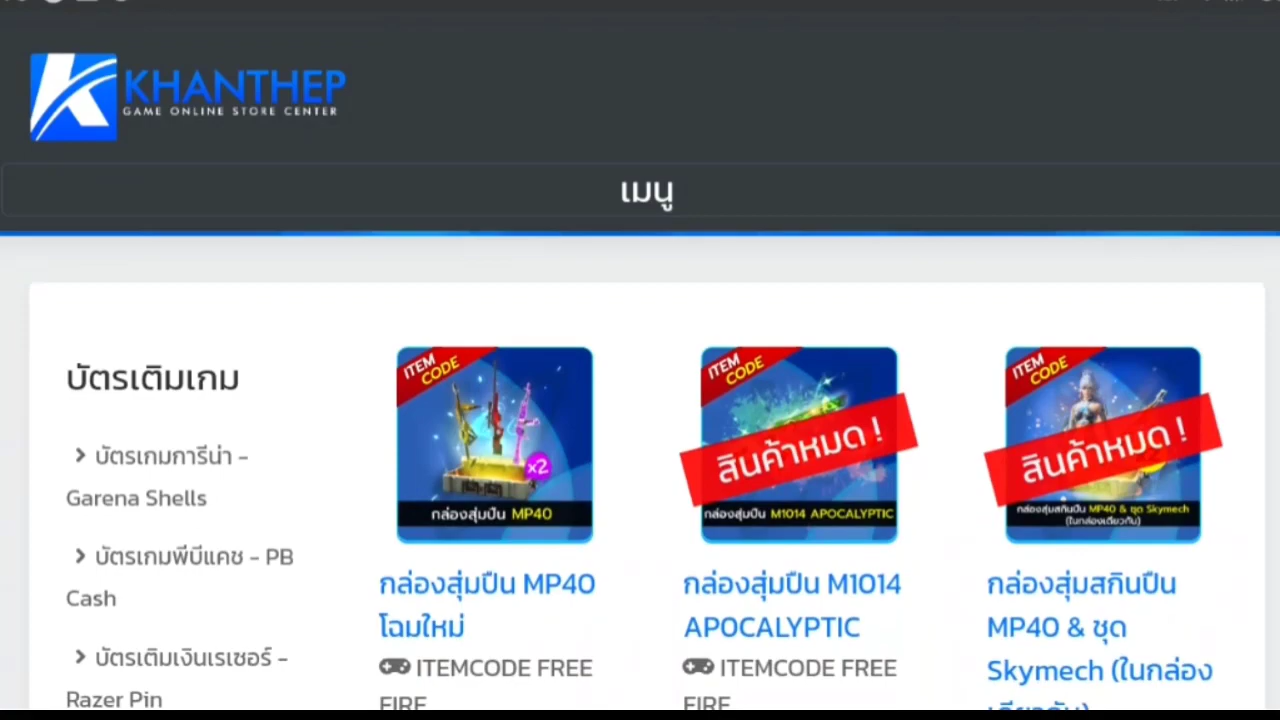 KHANTHEP
GAME ONLINE STORE CENTER
เมนู
บัตรเติมเกม
บัตรเกมการีน่า –
Garena Shells
บัตรเกมพีบีแคช – PB
Cash
บัตรเติมเงินเรเซอร์ –
Razer Pin
ITEM
CODE
x2
กล่องสุ่มปืน MP40
กล่องสุ่มปืน MP40
โฉมใหม่
ITEMCODE FREE
FIRE
ITEM
CODE
สินค้าหมด !
กล่องสุ่มปืน M1014 APOCALYPTIC
กล่องสุ่มปืน M1014
APOCALYPTIC
ITEMCODE FREE
FIRE
ITEM
CODE
สินค้าหมด !
กล่องสุ่มสกินปืน MP40 & ชุด Skymech
(ในกล่องเดียวกัน)
กล่องสุ่มสกินปืน
MP40 & ชุด
Skymech (ในกล่อง
เดียวกัน)